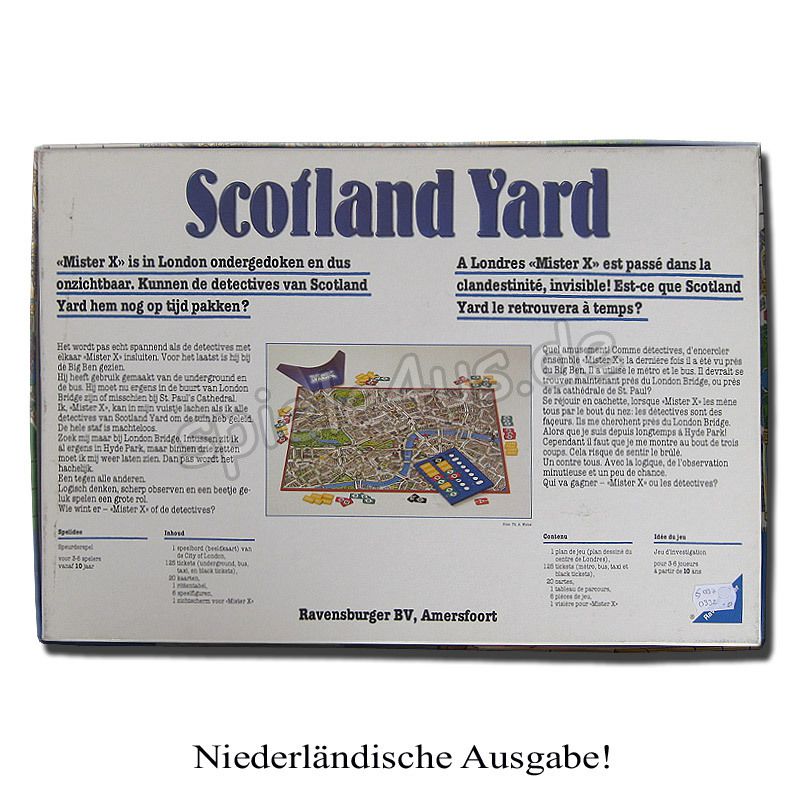 Scotland Yard
«Mister X» is in London ondergedoken en dus
onzichtbaar. Kunnen de detectives van Scotland
Yard hem nog op tijd pakken?
A Londres «Mister X» est passé dans la
clandestinité, invisible! Est-ce que Scotland
Yard le retrouvera à temps?
Het wordt pas echt spannend als de detectives met
elkaar «Mister X» insluiten. Voor het laatst is hij bij
de Big Ben gezien.
Hij heeft gebruik gemaakt van de underground en
de bus. Hij moet nu ergens in de buurt van London
Bridge zijn of misschien bij St. Paul's Cathedral.
Ik, «Mister X», kan in mijn vuistje lachen als ik alle
detectives van Scotland Yard om de tuin heb geleid.
De hele staf is machteloos.
Zoek mij maar bij London Bridge. Intussen zit ik
al ergens in Hyde Park, maar binnen drie zetten
moet ik mij weer laten zien. Dan pas wordt het
hachelijk.
Een tegen alle anderen.
Logisch denken, scherp observen en een beetje ge-
luk spelen een grote rol.
Wie wint er – «Mister X» of de detectives?
Quel amusement! Comme détectives, d'encercler
ensemble «Mister X»; la dernière fois il a été vu près
du Big Ben. Il a utilisé le métro et le bus. Il devrait se
trouver maintenant près du London Bridge, ou près
de la cathédrale de St. Paul?
Se réjouir en cachette, lorsque «Mister X» les mène
tous par le bout du nez: les détectives sont des
façeurs. Ils me cherchent près du London Bridge.
Alors que je suis depuis longtemps à Hyde Park!
Cependant il faut que je me montre au bout de trois
coups. Cela risque de sentir le brûlé.
Un contre tous. Avec la logique, de l'observation
minutieuse et un peu de chance.
Qui va gagner – «Mister X» ou les détectives?
Spelidee
Speurderspel
voor 3-6 spelers
vanaf 10 jaar
Inhoud
1 speelbord (beeldkaart) van
de City of London,
125 tickets (underground, bus,
taxi, en black tickets),
20 kaarten,
1 rittentabel,
6 speelfiguren,
1 zichtscherm voor «Mister X»
Contenu
1 plan de jeu (plan dessiné du
centre de Londres),
125 tickets (métro, bus, taxi et
black tickets),
20 cartes,
1 tableau de parcours,
6 pièces de jeu,
1 visière pour «Mister X»
Idée du jeu
Jeu d'investigation
pour 3-6 joueurs
à partir de 10 ans
Ravensburger BV, Amersfoort
Niederländische Ausgabe!